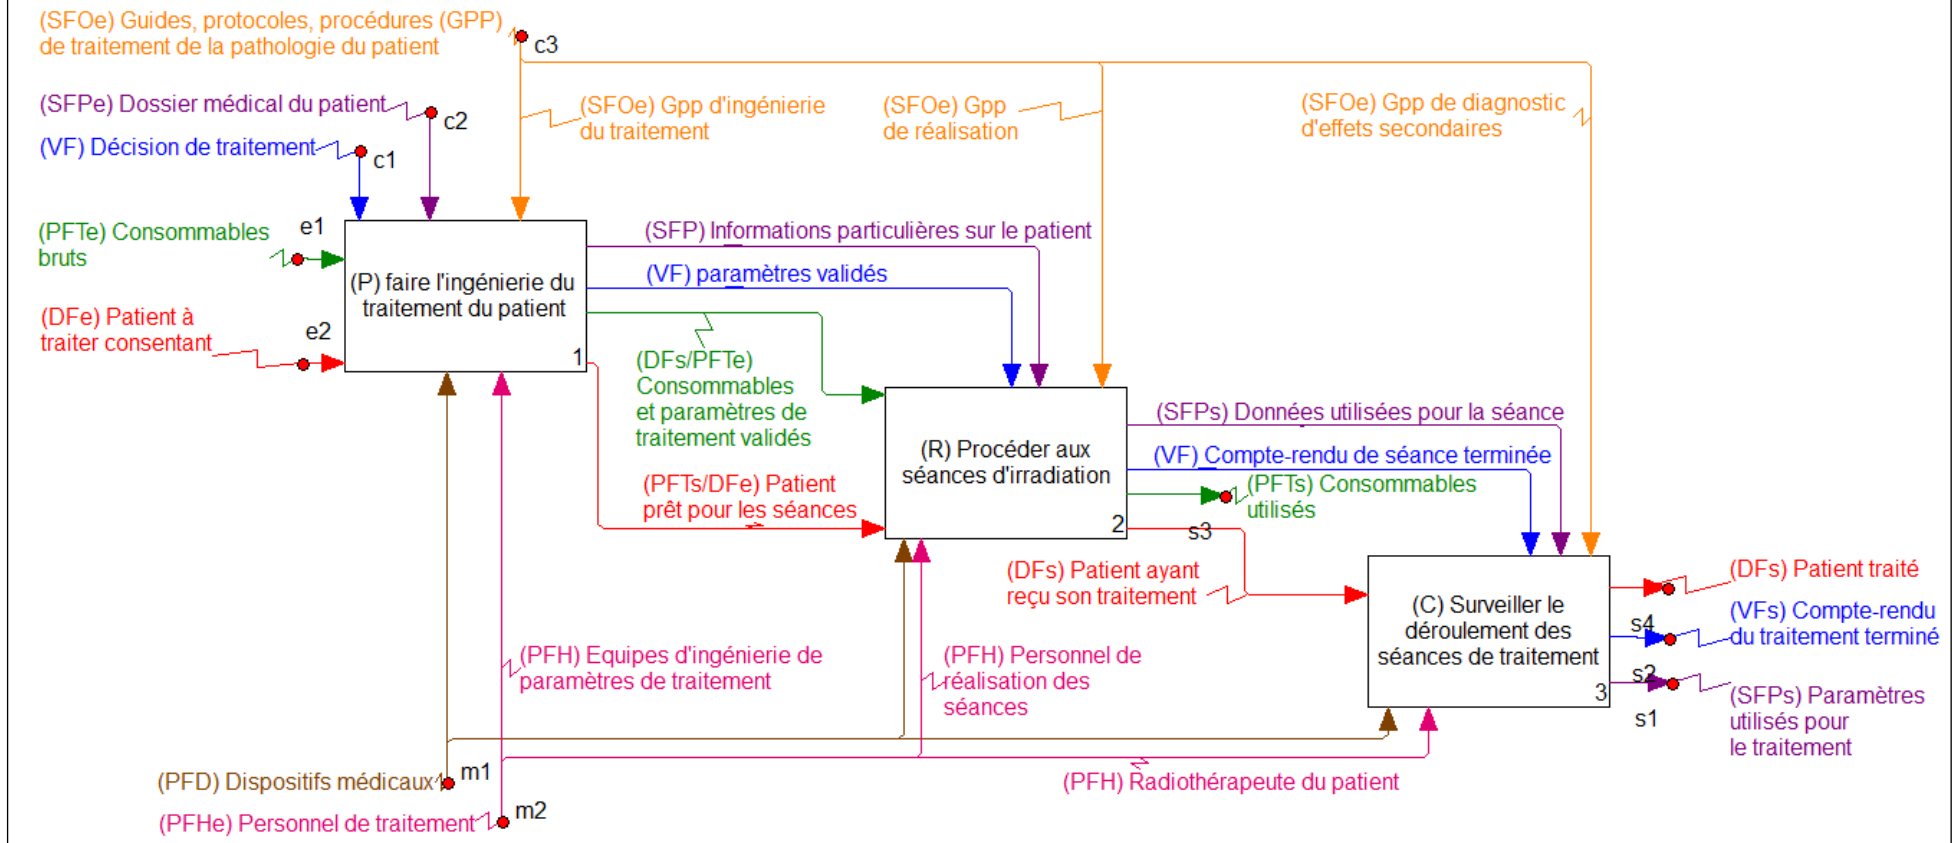 (SFOe) Guides, protocoles, procédures (GPP)
de traitement de la pathologie du patient
c3
(SFPe) Dossier médical du patient
c2
(VF) Décision de traitement
c1
(SFOe) Gpp d'ingénierie
du traitement
(SFOe) Gpp
de réalisation
(SFOe) Gpp de diagnostic
d'effets secondaires
(PFTe) Consommables
bruts
e1
(DFe) Patient à
traiter consentant
e2
(P) faire l'ingénierie du
traitement du patient
1
(SFP) Informations particulières sur le patient
(VF) paramètres validés
(DFs/PFTe)
Consommables
et paramètres de
traitement validés
(PFTs/DFe) Patient
prêt pour les séances
(R) Procéder aux
séances d'irradiation
2
(SFPs) Données utilisées pour la séance
(VF) Compte-rendu de séance terminée
(PFTs) Consommables
utilisés
s3
(DFs) Patient ayant
reçu son traitement
(C) Surveiller le
déroulement des
séances de traitement
3
(DFs) Patient traité
s4
(VFs) Compte-rendu
du traitement terminé
s2
(SFPs) Paramètres
utilisés pour
le traitement
s1
(PFH) Equipes d'ingénierie de
paramètres de traitement
(PFH) Personnel de
réalisation des
séances
(PFD) Dispositifs médicaux
m1
(PFH) Radiothérapeute du patient
(PFHe) Personnel de traitement
m2